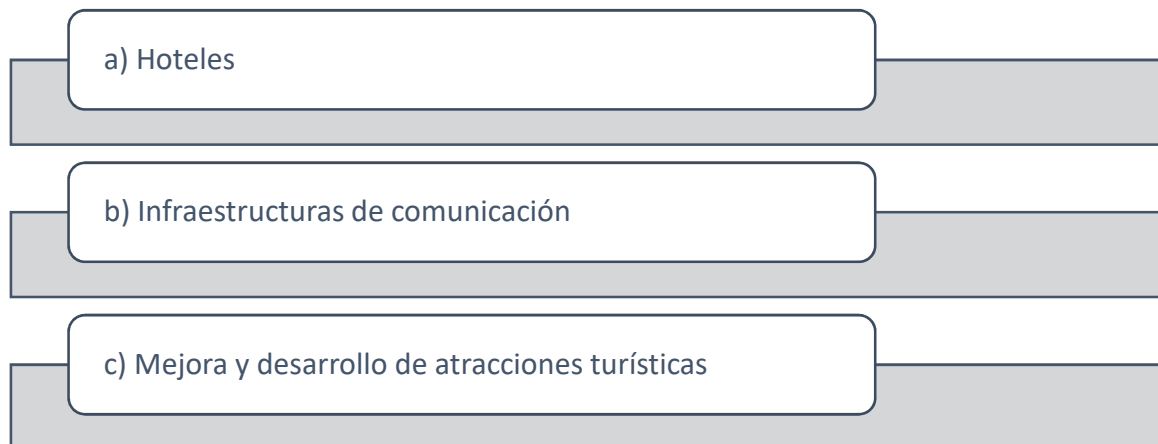 a) Hoteles
b) Infraestructuras de comunicación
c) Mejora y desarrollo de atracciones turísticas